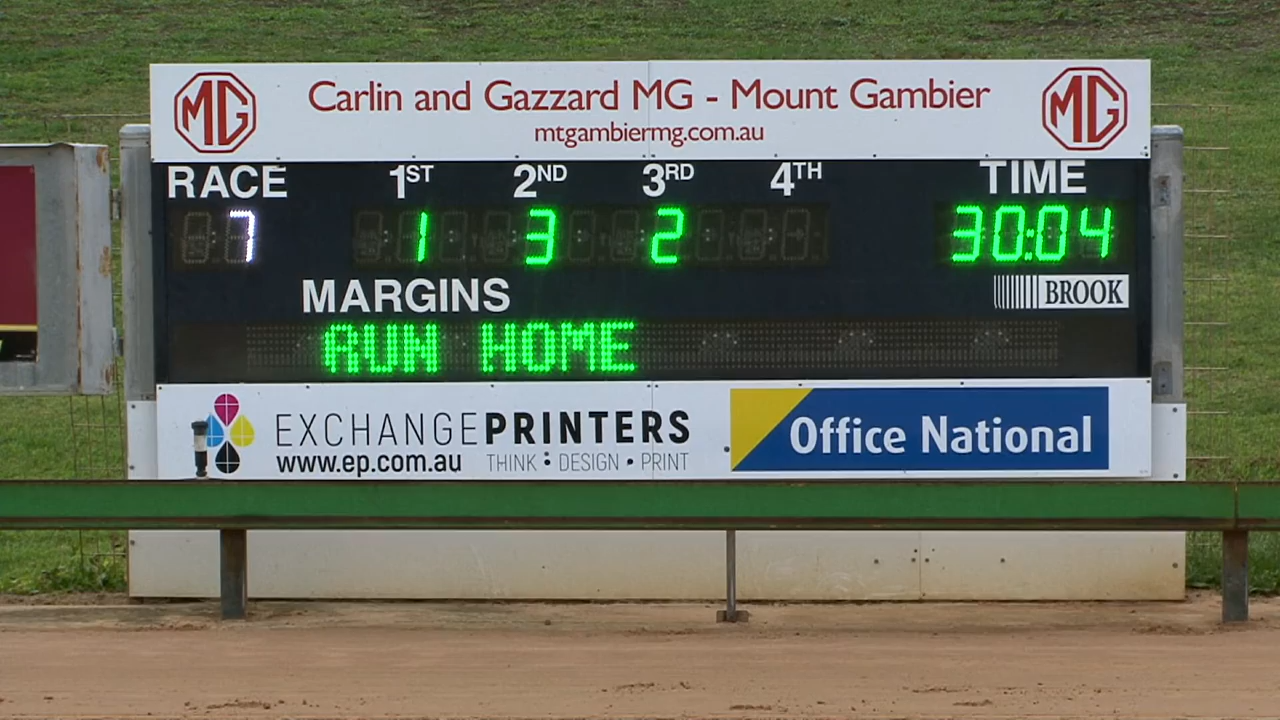 MG Carlin and Gazzard MG - Mount Gambier MG
mtgambiermg.com.au
RACE 1ST 2ND 3RD 4TH TIME
7 1 3 2 30:04
MARGINS BROOK
RUN HOME
EXCHANGEPRINTERS
www.ep.com.au THINK • DESIGN • PRINT
Office National